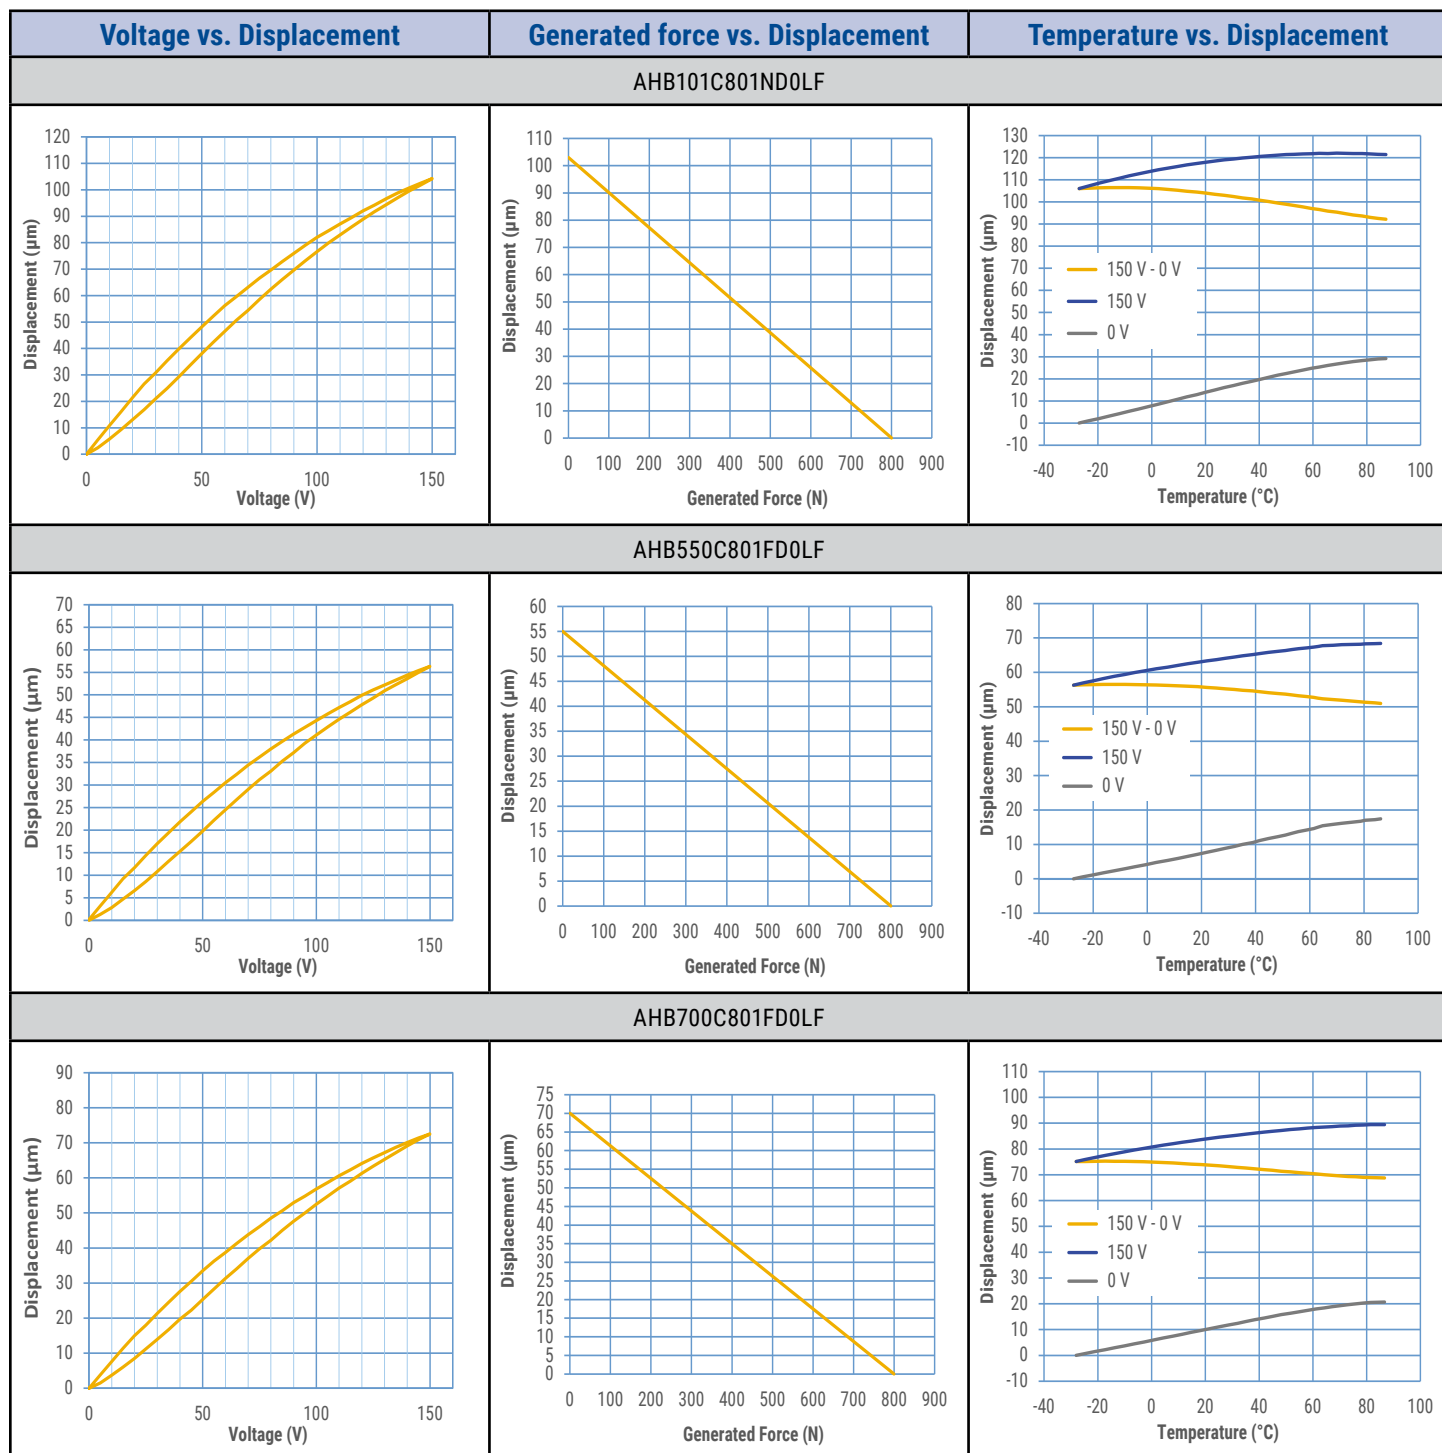 Voltage vs. Displacement
Generated force vs. Displacement
Temperature vs. Displacement
AHB101C801ND0LF
Displacement (µm)
120
110
100
90
80
70
60
50
40
30
20
10
0
0 50 100 150
Voltage (V)
Displacement (µm)
110
100
90
80
70
60
50
40
30
20
10
0
0 100 200 300 400 500 600 700 800 900
Generated Force (N)
Displacement (µm)
130
120
110
100
90
80
70
60
50
40
30
20
10
0
-10
150 V - 0 V
150 V
0 V
-40 -20 0 20 40 60 80 100
Temperature (°C)
AHB550C801FD0LF
Displacement (µm)
70
65
60
55
50
45
40
35
30
25
20
15
10
5
0
0 50 100 150
Voltage (V)
Displacement (µm)
60
55
50
45
40
35
30
25
20
15
10
5
0
0 100 200 300 400 500 600 700 800 900
Generated Force (N)
Displacement (µm)
80
70
60
50
40
30
20
10
0
-10
150 V - 0 V
150 V
0 V
-40 -20 0 20 40 60 80 100
Temperature (°C)
AHB700C801FD0LF
Displacement (µm)
90
80
70
60
50
40
30
20
10
0
0 50 100 150
Voltage (V)
Displacement (µm)
75
70
65
60
55
50
45
40
35
30
25
20
15
10
5
0
0 100 200 300 400 500 600 700 800 900
Generated Force (N)
Displacement (µm)
110
100
90
80
70
60
50
40
30
20
10
0
-10
150 V - 0 V
150 V
0 V
-40 -20 0 20 40 60 80 100
Temperature (°C)